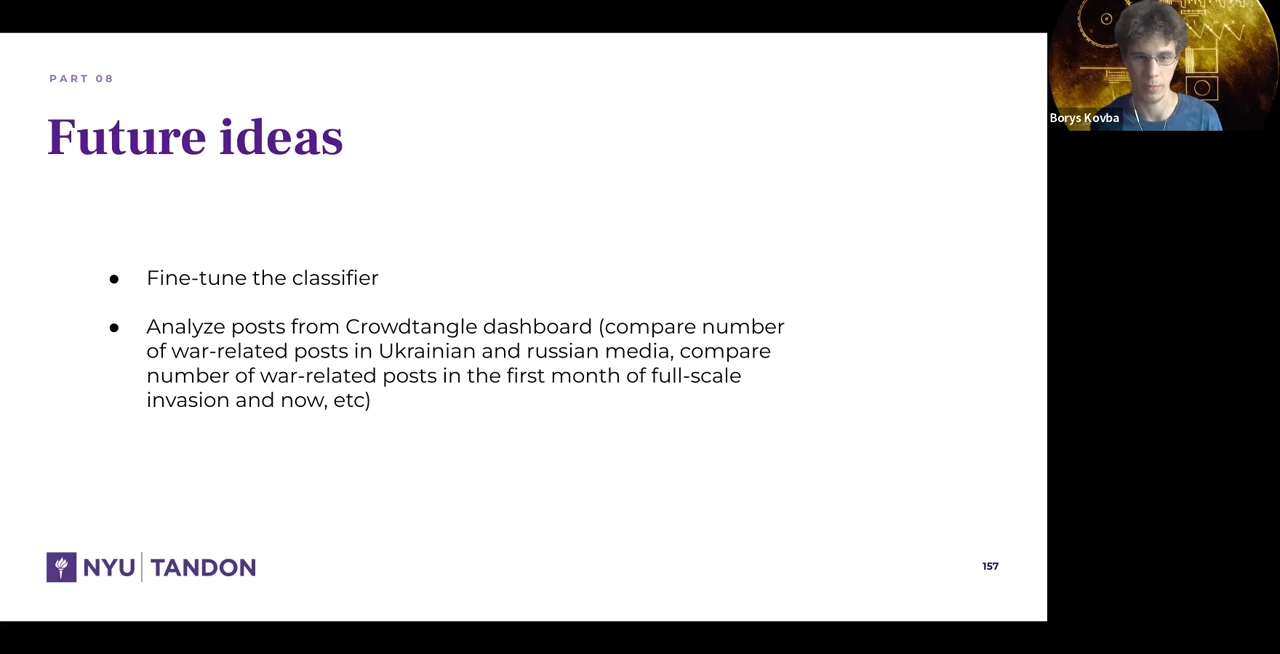 PART 08
Future ideas
● Fine-tune the classifier
● Analyze posts from Crowdtangle dashboard (compare number
of war-related posts in Ukrainian and russian media, compare
number of war-related posts in the first month of full-scale
invasion and now, etc)
NYU | TANDON
157
Borys Kovba